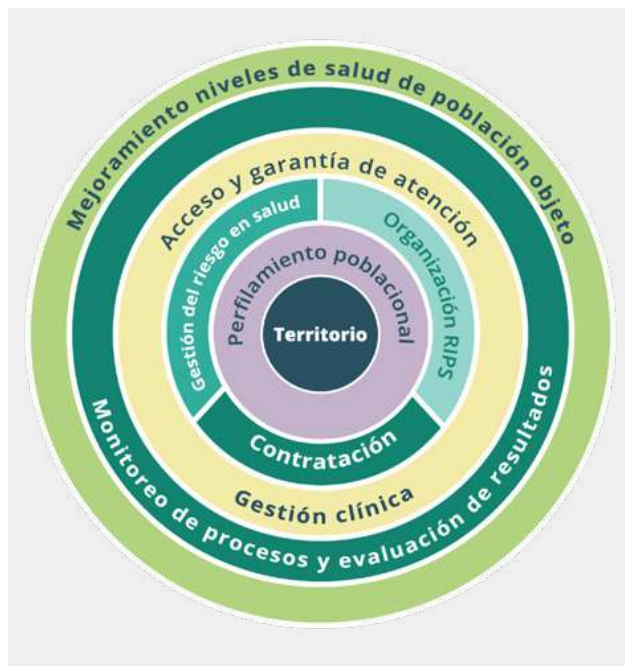 Mejoramiento niveles de salud de población objeto
Acceso y garantía de atención
Gestión del riesgo en salud
Organización RIPS
Perfilamiento poblacional
Territorio
Contratación
Gestión clínica
Monitoreo de procesos y evaluación de resultados